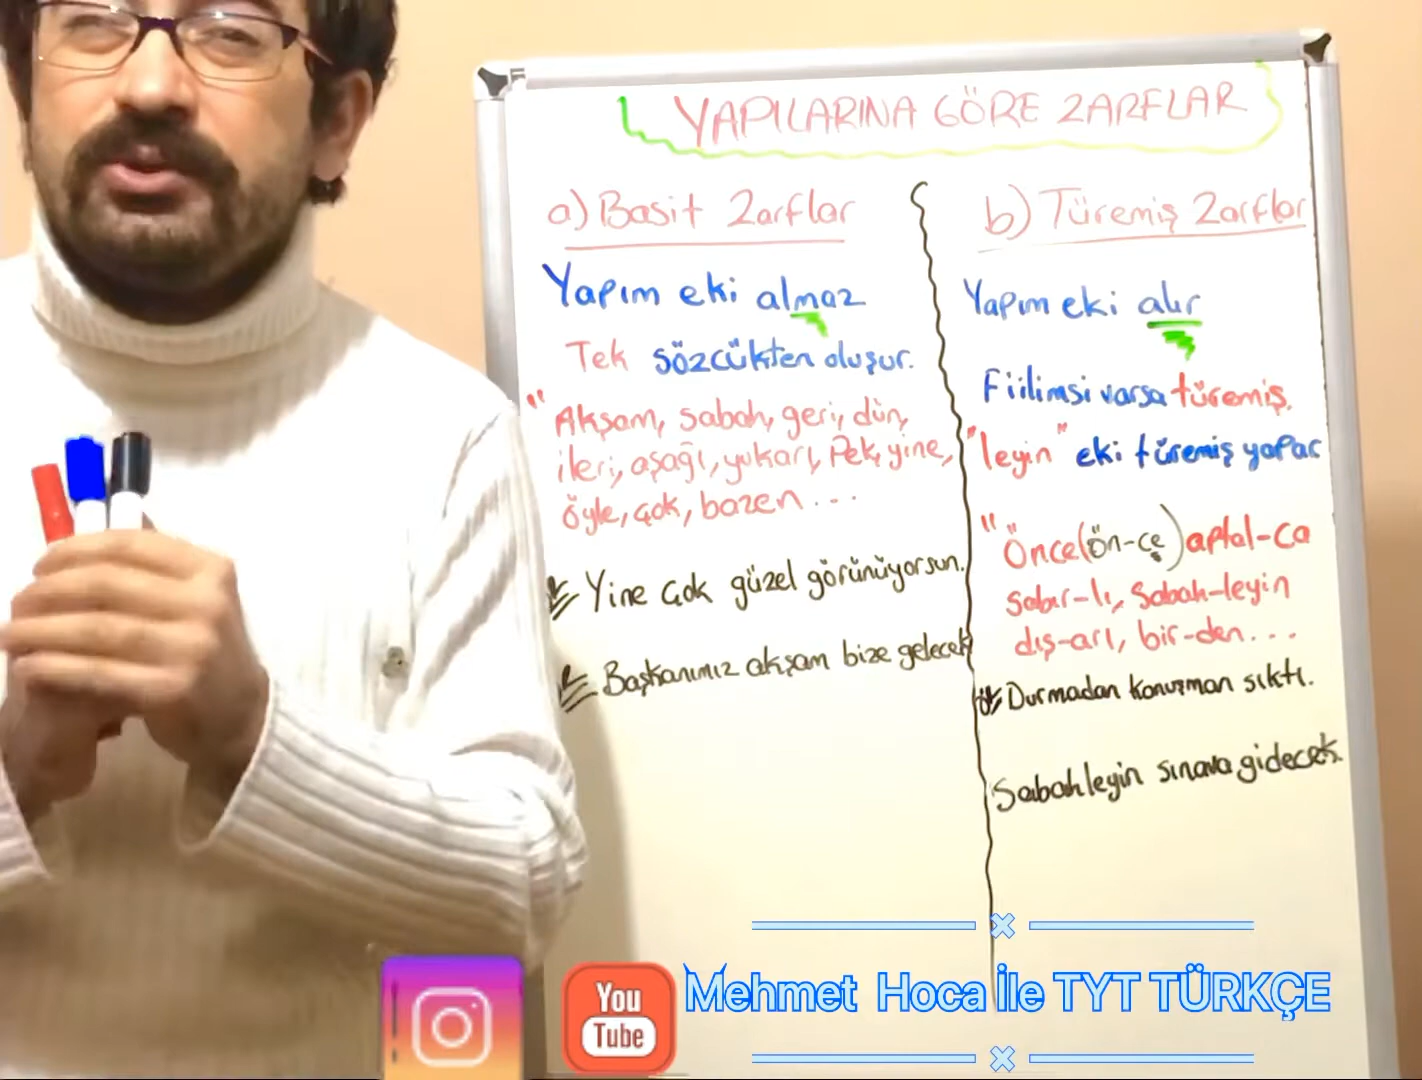 YAPILARINA GÖRE ZARFLAR
a) Basit Zarflar
Yapım eki almaz
Tek sözcükten oluşur.
"Akşam, sabah, geri, dün,
ileri, aşağı, yukarı, Pek, yine,
öyle, çok, bazen...
Yine çok güzel görünüyorsun.
Başkanımız akşam bize gelecek
b) Türemiş Zarflar
Yapım eki alır
Fiilimsi varsa türemiş.
"leyin" eki türemiş yapar
"Önce(ön-çe) aptal-ca
sabır-lı, Sabah-leyin
dış-arı, bir-den...
Durmadan konuşman sıktı.
Sabahleyin sınava gidecek.
You
Tube
Mehmet Hoca İle TYT TÜRKÇE